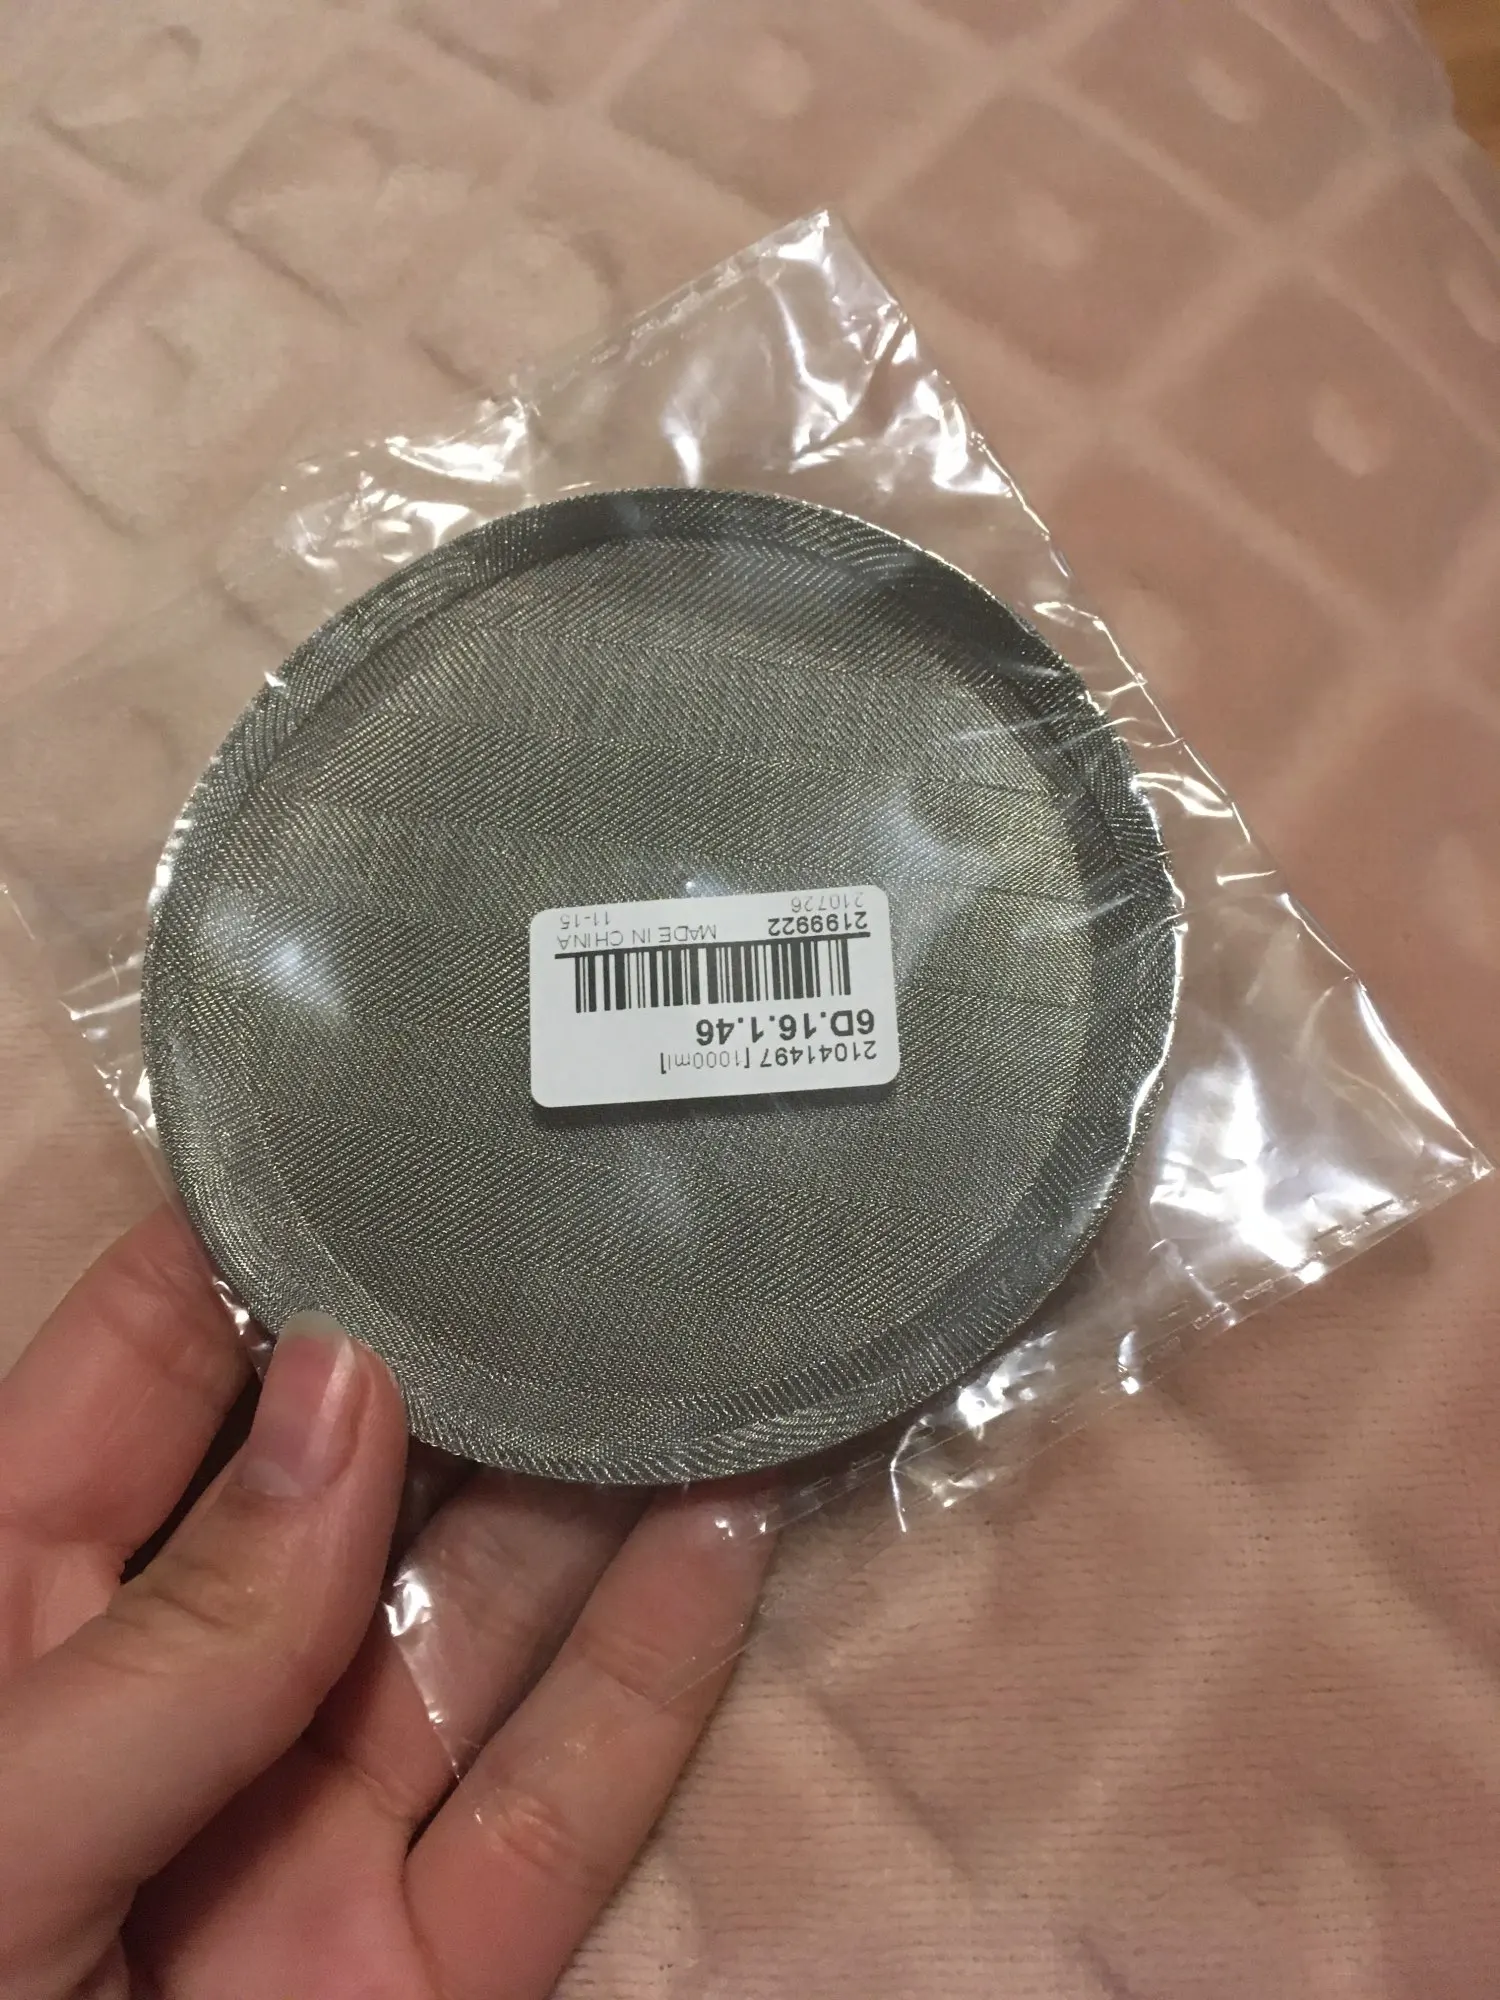 21041497 [1000ml]
6D.16.1.46
2199922 MADE IN CHINA
210726 11-15